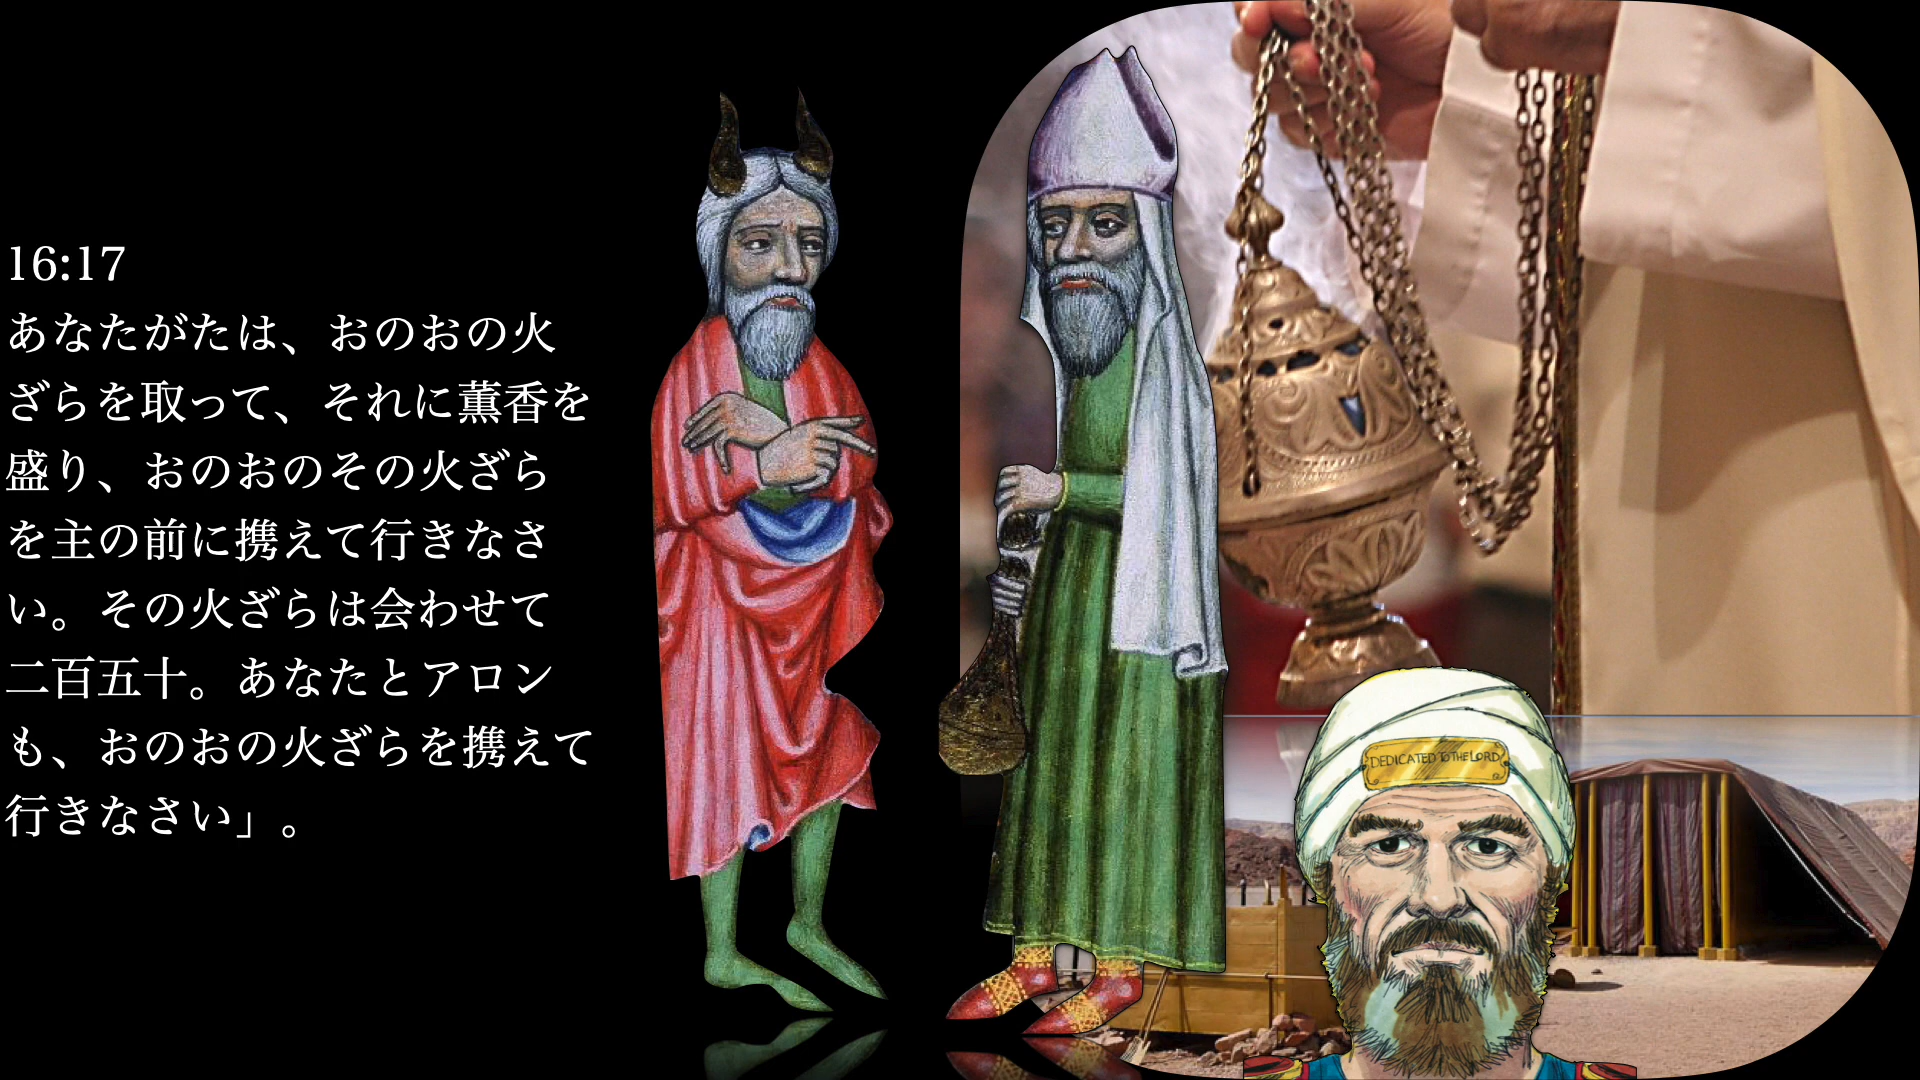 16:17
あなたがたは、おのおの火
ざらを取って、それに薫香を
盛り、おのおのその火ざら
を主の前に携えて行きなさ
い。その火ざらは会わせて
二百五十。あなたとアロン
も、おのおの火ざらを携えて
行きなさい」。
DEDICATED TO THE LORD